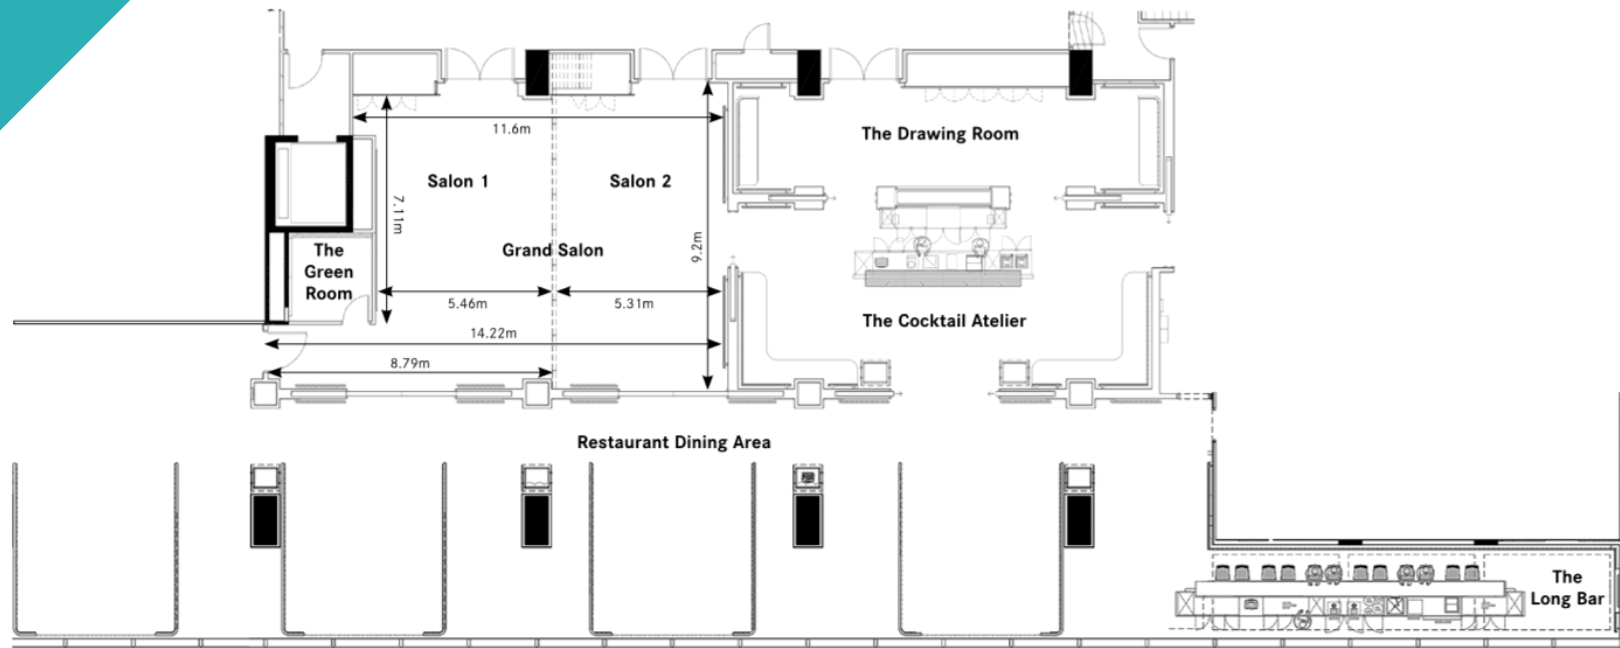 11.6m
The Drawing Room
Salon 1
Salon 2
7.11m
The
Green
Room
Grand Salon
9.2m
5.46m
5.31m
The Cocktail Atelier
14.22m
8.79m
Restaurant Dining Area
The
Long Bar